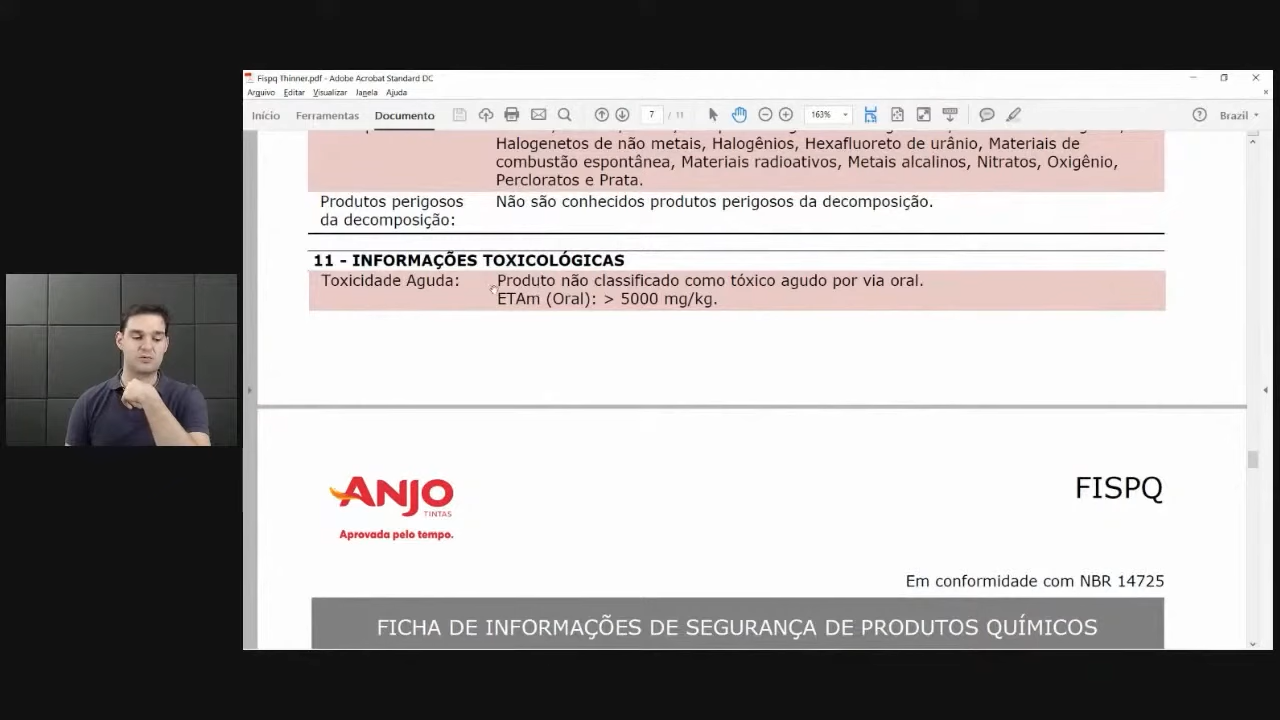 Fispq Thinner.pdf - Adobe Acrobat Standard DC
Arquivo Editar Visualizar Janela Ajuda
Início Ferramentas Documento 7 / 11 163% Brazil
Halogenetos de não metais, Halogênios, Hexafluoreto de urânio, Materiais de
combustão espontânea, Materiais radioativos, Metais alcalinos, Nitratos, Oxigênio,
Percloratos e Prata.
Produtos perigosos Não são conhecidos produtos perigosos da decomposição.
da decomposição:
11 - INFORMAÇÕES TOXICOLÓGICAS
Toxicidade Aguda: Produto não classificado como tóxico agudo por via oral.
ETAm (Oral): > 5000 mg/kg.
ANJO
TINTAS
Aprovada pelo tempo.
FISPQ
Em conformidade com NBR 14725
FICHA DE INFORMAÇÕES DE SEGURANÇA DE PRODUTOS QUÍMICOS